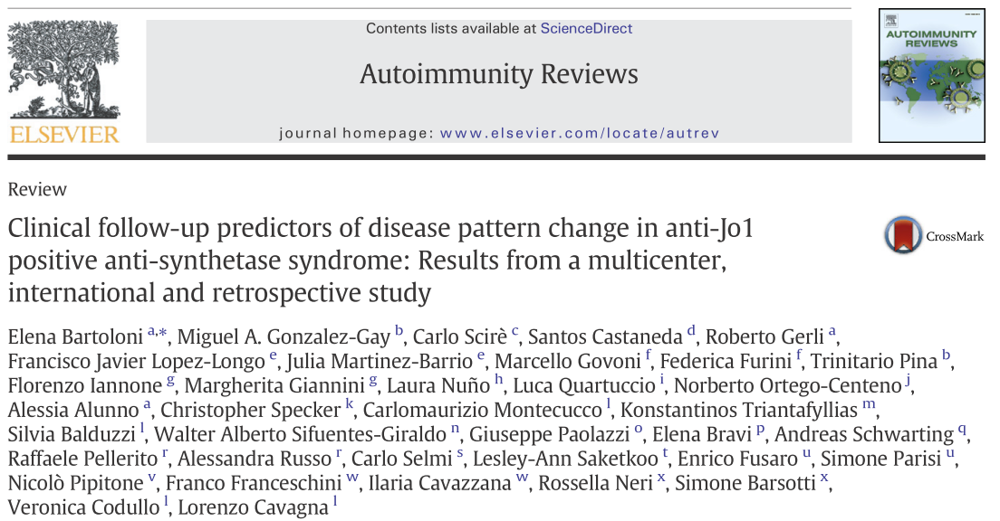 Contents lists available at ScienceDirect
Autoimmunity Reviews
journal homepage: www.elsevier.com/locate/autrev
ELSEVIER
AUTOIMMUNITY
REVIEWS
Review
Clinical follow-up predictors of disease pattern change in anti-Jo1
positive anti-synthetase syndrome: Results from a multicenter,
international and retrospective study
CrossMark
Elena Bartoloni a,*, Miguel A. Gonzalez-Gay b, Carlo Scirè c, Santos Castaneda d, Roberto Gerli a,
Francisco Javier Lopez-Longo e, Julia Martinez-Barrio e, Marcello Govoni f, Federica Furini f, Trinitario Pina b,
Florenzo Iannone g, Margherita Giannini g, Laura Nuño h, Luca Quartuccio i, Norberto Ortego-Centeno j,
Alessia Alunno a, Christopher Specker k, Carlomaurizio Montecucco l, Konstantinos Triantafyllias m,
Silvia Balduzzi l, Walter Alberto Sifuentes-Giraldo n, Giuseppe Paolazzi o, Elena Bravi p, Andreas Schwarting q,
Raffaele Pellerito r, Alessandra Russo r, Carlo Selmi s, Lesley-Ann Saketkoo t, Enrico Fusaro u, Simone Parisi u,
Nicolò Pipitone v, Franco Franceschini w, Ilaria Cavazzana w, Rossella Neri x, Simone Barsotti x,
Veronica Codullo l, Lorenzo Cavagna l